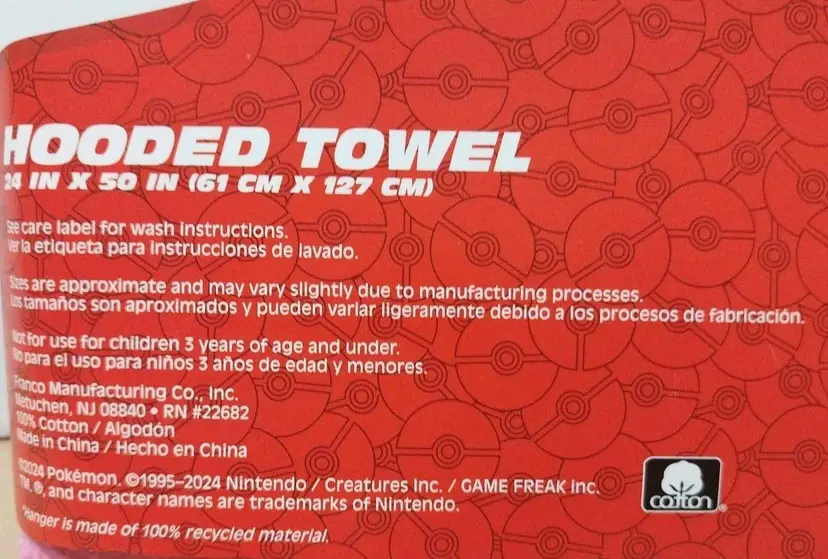 HOODED TOWEL
24 IN X 50 IN (61 CM X 127 CM)
See care label for wash instructions.
Ver la etiqueta para instrucciones de lavado.
Sizes are approximate and may vary slightly due to manufacturing processes.
Los tamaños son aproximados y pueden variar ligeramente debido a los procesos de fabricación.
Not for use for children 3 years of age and under.
No para el uso para niños 3 años de edad y menores.
Franco Manufacturing Co., Inc.
Metuchen, NJ 08840 • RN #22682
100% Cotton / Algodón
Made in China / Hecho en China
©2024 Pokémon. ©1995-2024 Nintendo / Creatures Inc. / GAME FREAK inc.
TM, ®, and character names are trademarks of Nintendo.
*Hanger is made of 100% recycled material.
cotton®